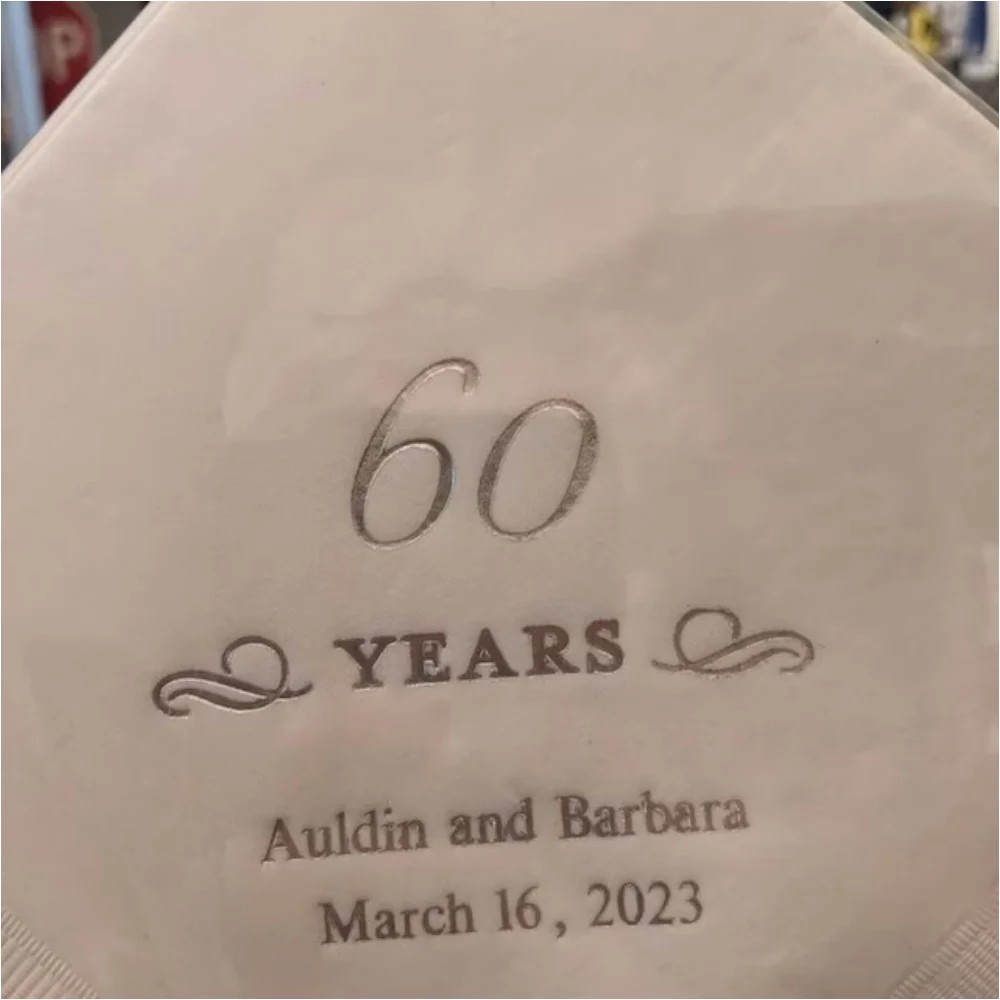 60
YEARS
Auldin and Barbara
March 16, 2023